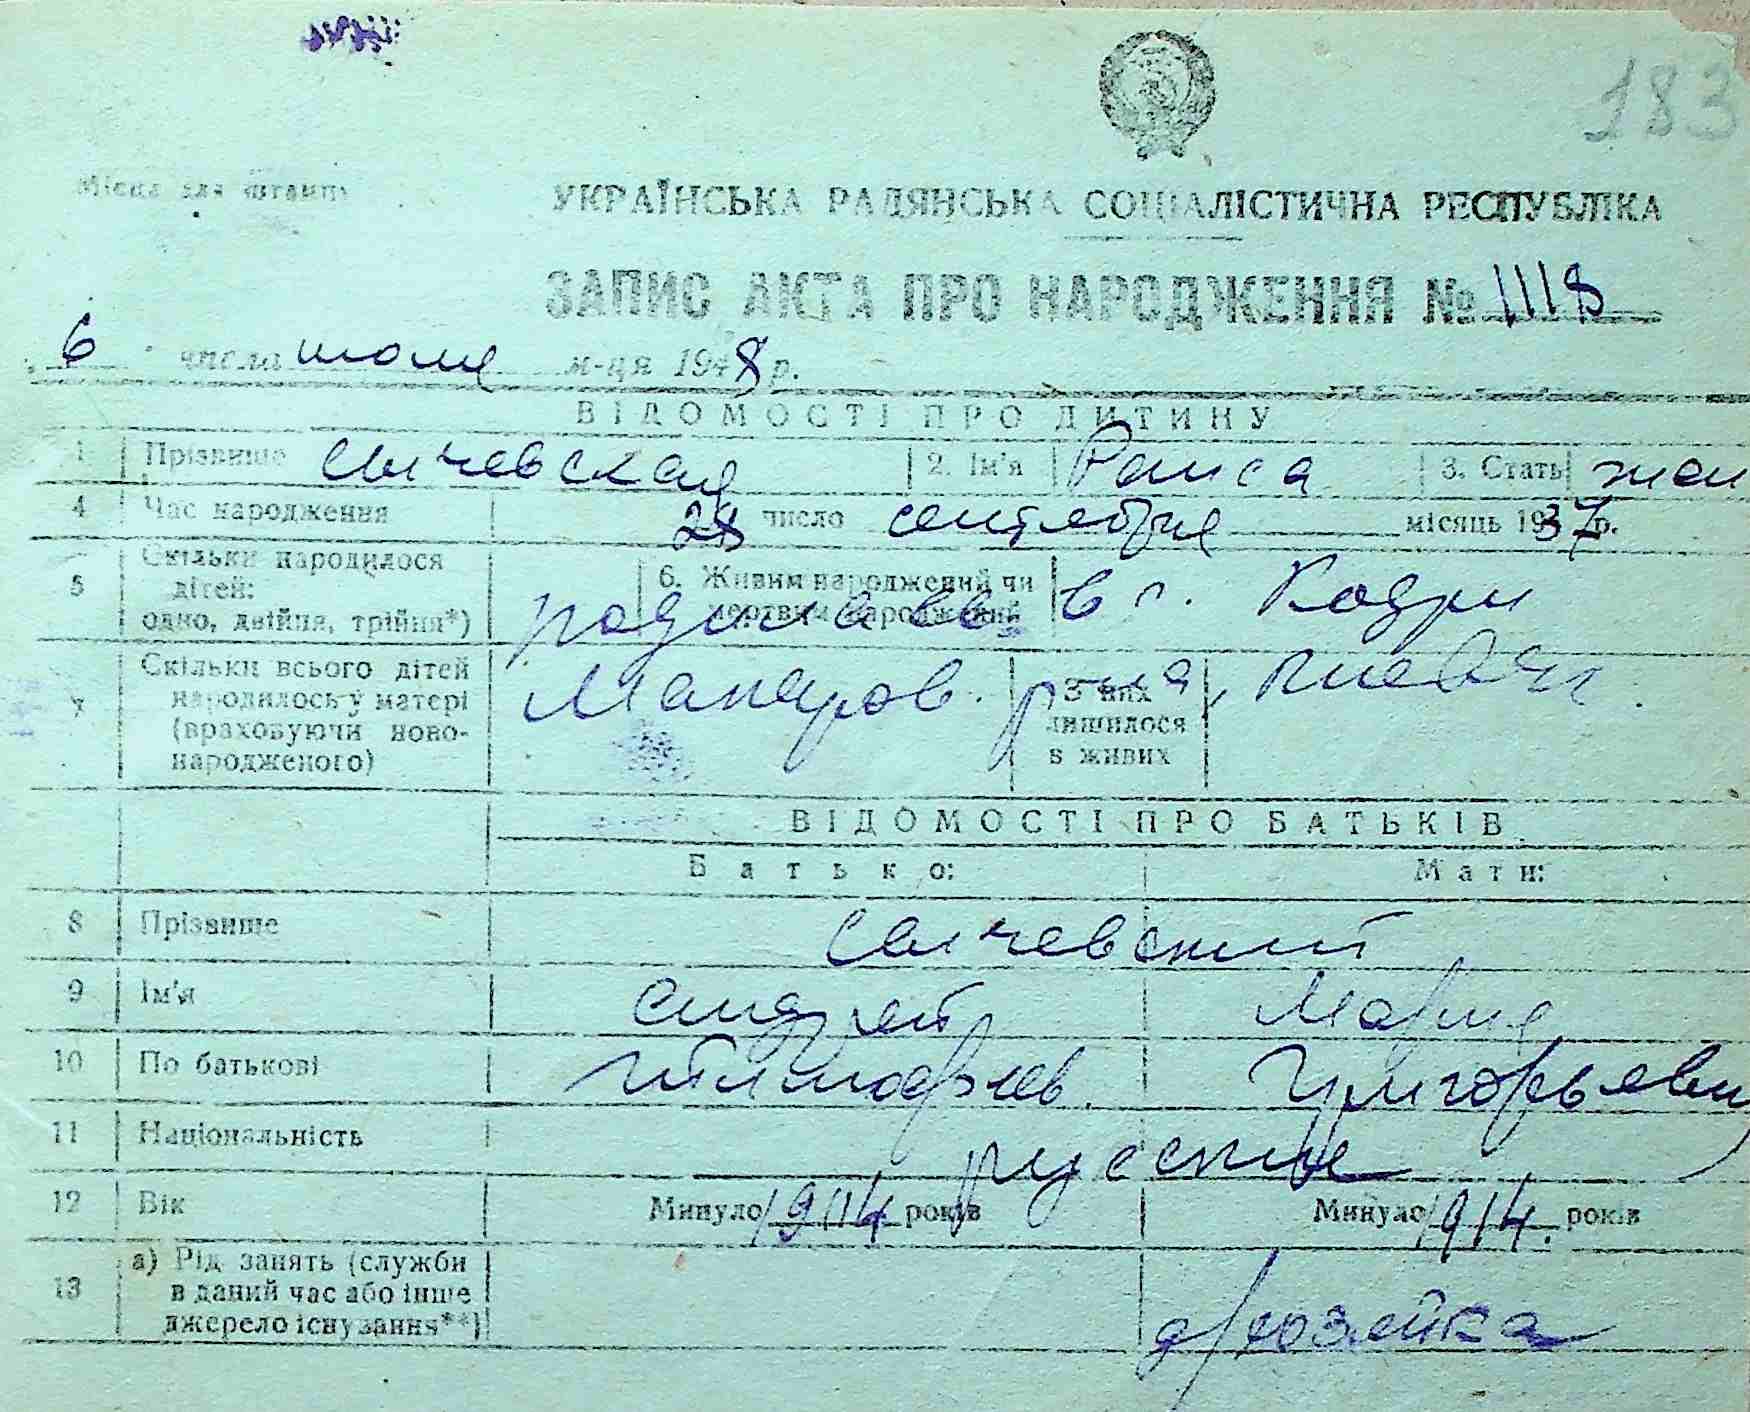 183
Місце для штампу
УКРАЇНСЬКА РАДЯНСЬКА СОЦІАЛІСТИЧНА РЕСПУБЛІКА
ЗАПИС АКТА ПРО НАРОДЖЕННЯ № 1118
6 числа июля м-ця 1948 р.
ВІДОМОСТІ ПРО ДИТИНУ
1 Прізвище Сычевская 2. Ім'я Раиса 3. Стать жен
4 Час народження 28 число сентября місяць 1937 р.
5 Скільки народилося дітей: одно, двійня, трійня*) 6. Живим народжений чи мертвим народжений
родилась в с. Кодри
7 Скільки всього дітей народилось у матері (враховуючи новонародженого) З них лишилося в живих
Макаров. р-на,
ВІДОМОСТІ ПРО БАТЬКІВ
Батько: Мати:
8 Прізвище Сычевский
9 Ім'я Андрей Мария
10 По батькові Тимофеев. Григорьевн
11 Національність русские
12 Вік Минуло 1914 років Минуло 1914. років
13 а) Рід занять (служби в даний час або інше джерело існування**)
д/хозяйка